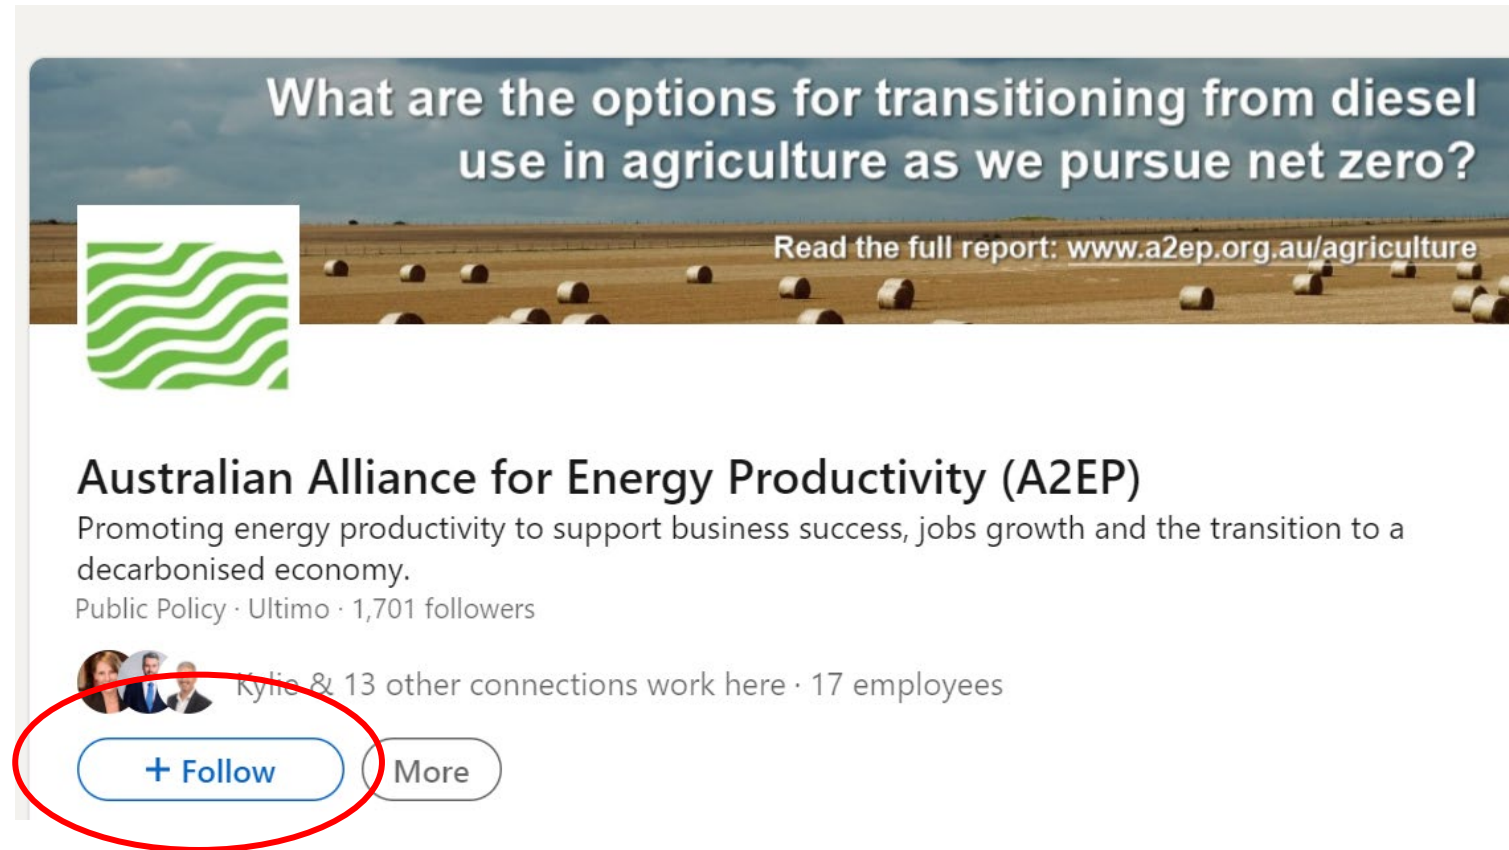 What are the options for transitioning from diesel
use in agriculture as we pursue net zero?
Read the full report: www.a2ep.org.au/agriculture
Australian Alliance for Energy Productivity (A2EP)
Promoting energy productivity to support business success, jobs growth and the transition to a
decarbonised economy.
Public Policy · Ultimo · 1,701 followers
Kylie & 13 other connections work here · 17 employees
+ Follow
More